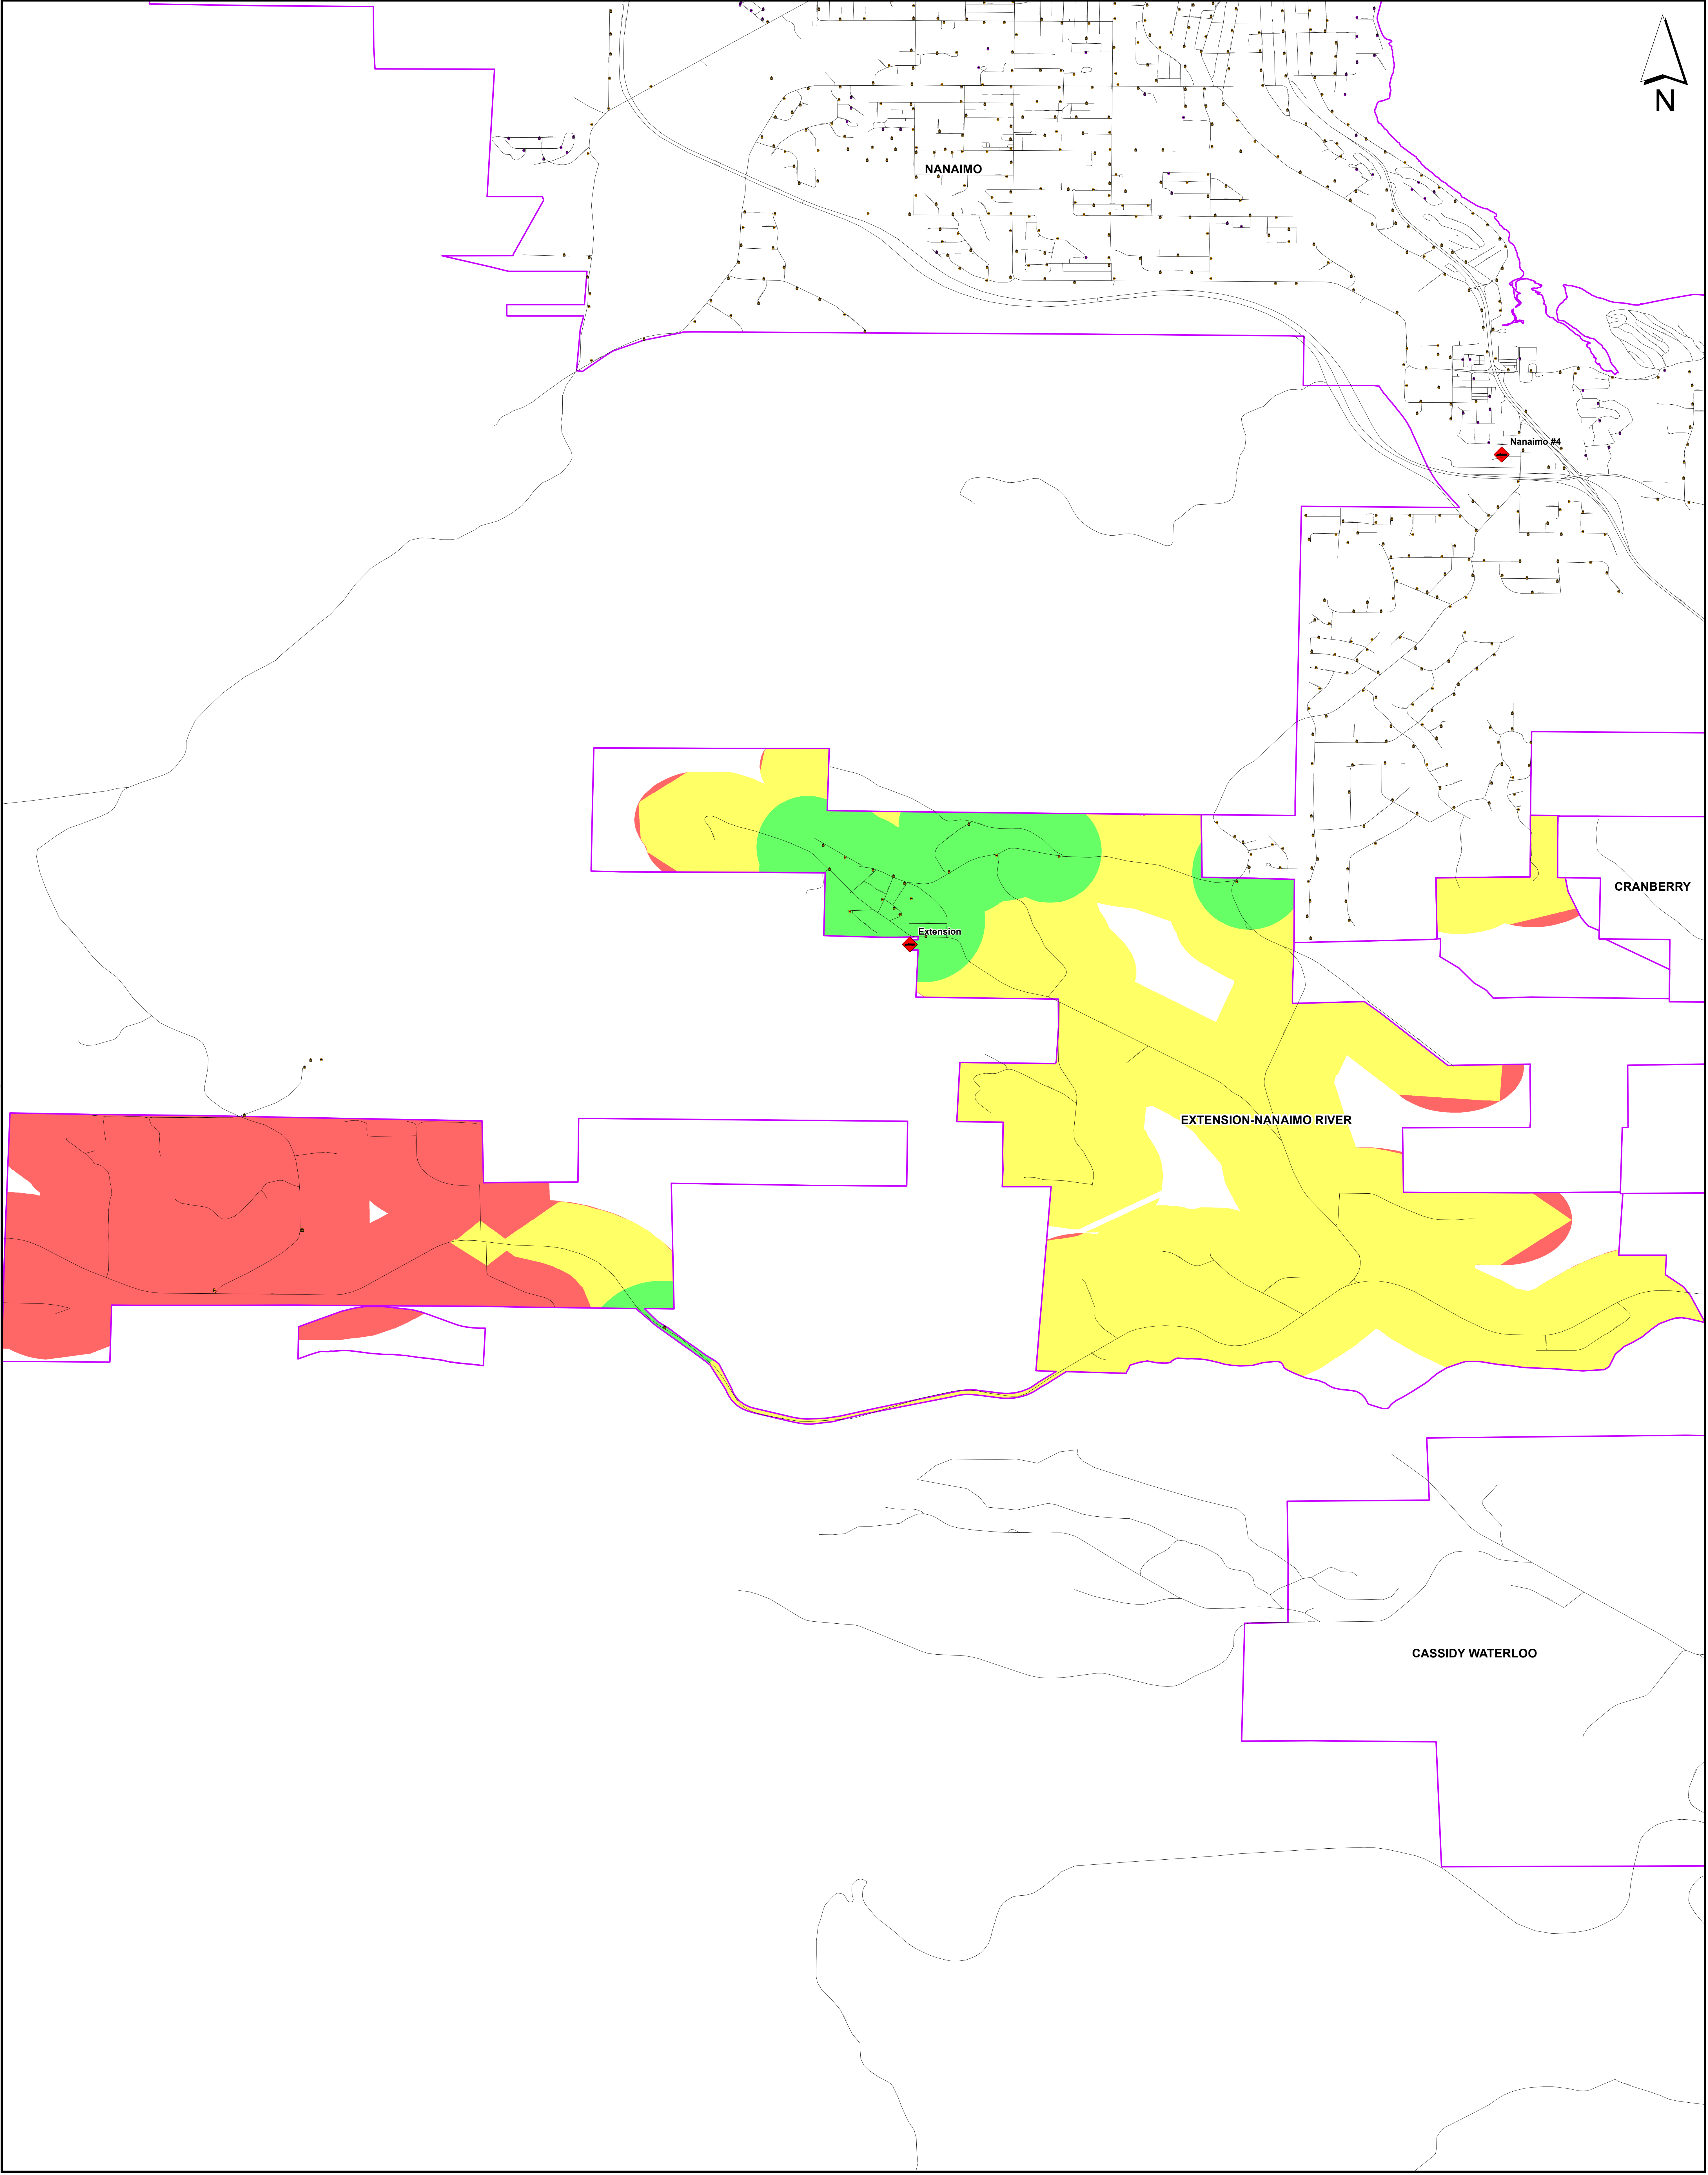 N
NANAIMO
Nanaimo #4
CRANBERRY
Extension
EXTENSION-NANAIMO RIVER
CASSIDY WATERLOO